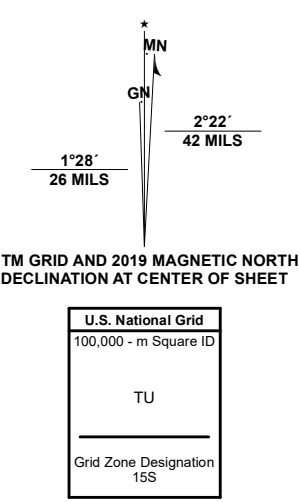 MN
GN
2°22´
42 MILS
1°28´
26 MILS
TM GRID AND 2019 MAGNETIC NORTH
DECLINATION AT CENTER OF SHEET
U.S. National Grid
100,000 - m Square ID
TU
Grid Zone Designation
15S